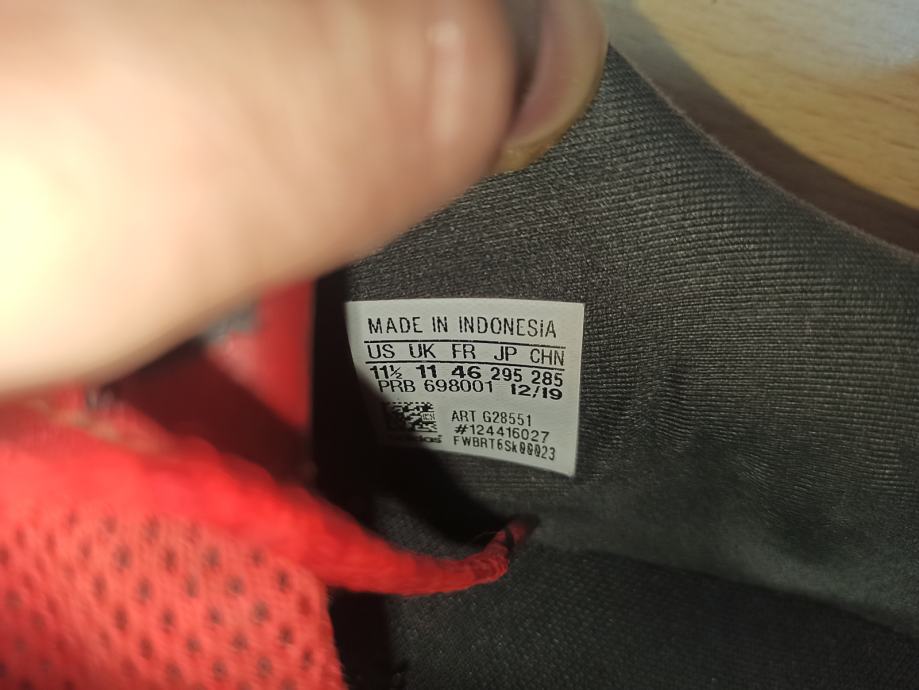 MADE IN INDONESIA
US UK FR JP CHN
11½ 11 46 295 285
PRB 698001 12/19
ART G28551
#124416027
adidas